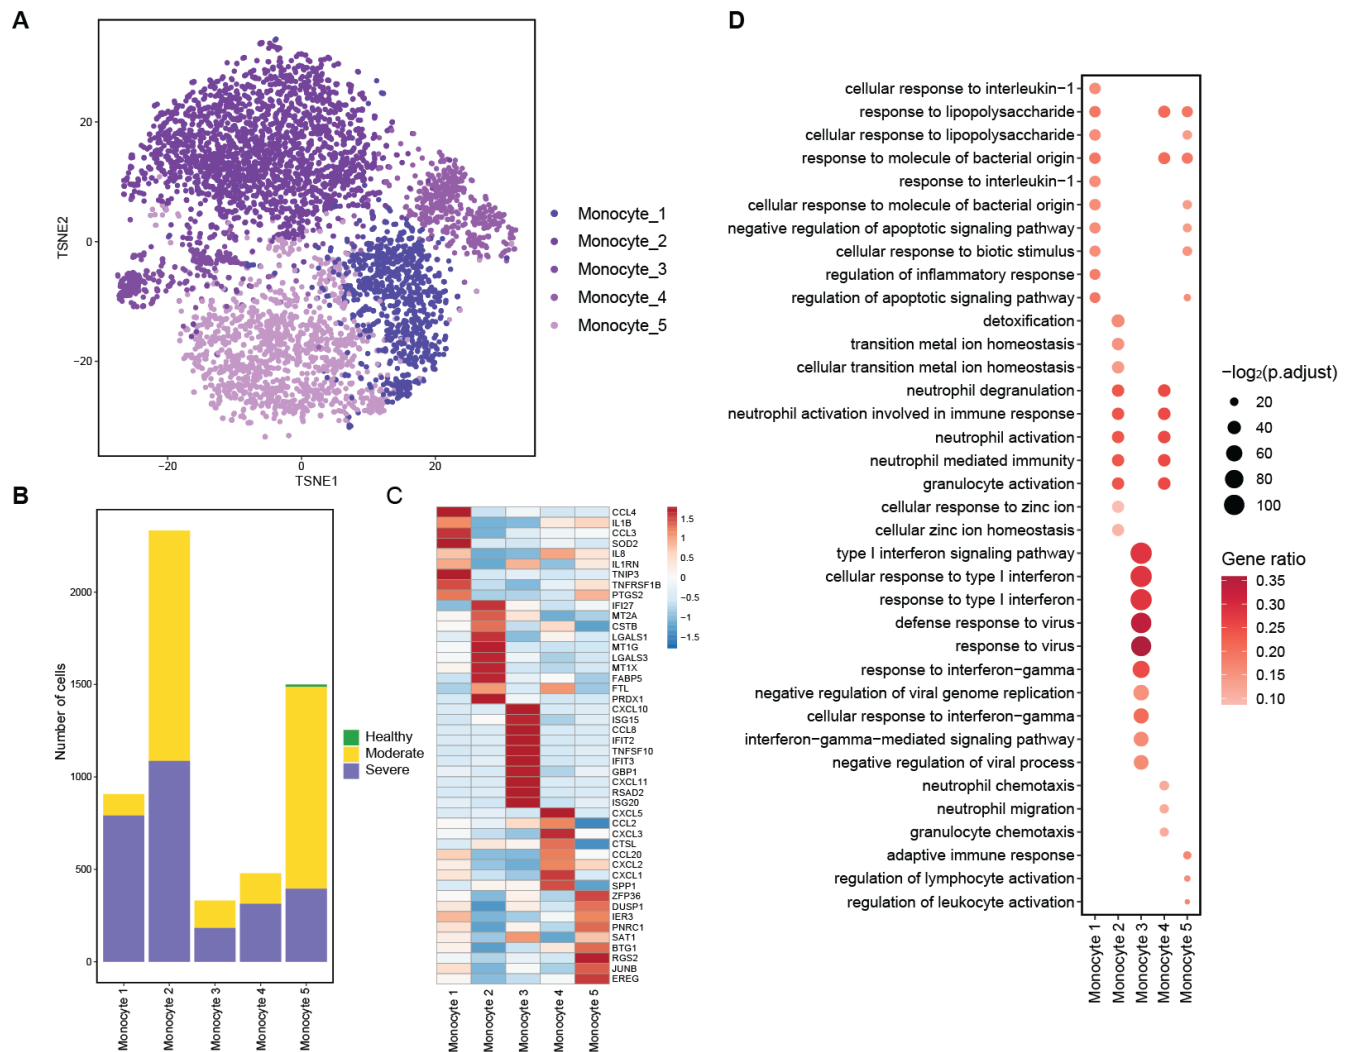 A
20
0
−20
TSNE2
−20
0
20
TSNE1
Monocyte_1
Monocyte_2
Monocyte_3
Monocyte_4
Monocyte_5
B
2000
1500
1000
500
0
Number of cells
Monocyte 1
Monocyte 2
Monocyte 3
Monocyte 4
Monocyte 5
Healthy
Moderate
Severe
C
CCL4
IL1B
CCL3
SOD2
IL8
IL1RN
TNIP3
TNFRSF1B
PTGS2
IFI27
MT2A
CSTB
LGALS1
MT1G
LGALS3
MT1X
FABP5
FTL
PRDX1
CXCL10
ISG15
CCL8
IFIT2
TNFSF10
IFIT3
GBP1
CXCL11
RSAD2
ISG20
CXCL5
CCL2
CXCL3
CTSL
CCL20
CXCL2
CXCL1
SPP1
ZFP36
DUSP1
IER3
PNRC1
SAT1
BTG1
RGS2
JUNB
EREG
Monocyte 1
Monocyte 2
Monocyte 3
Monocyte 4
Monocyte 5
1.5
1
0.5
0
−0.5
−1
−1.5
D
cellular response to interleukin−1
response to lipopolysaccharide
cellular response to lipopolysaccharide
response to molecule of bacterial origin
response to interleukin−1
cellular response to molecule of bacterial origin
negative regulation of apoptotic signaling pathway
cellular response to biotic stimulus
regulation of inflammatory response
regulation of apoptotic signaling pathway
detoxification
transition metal ion homeostasis
cellular transition metal ion homeostasis
neutrophil degranulation
neutrophil activation involved in immune response
neutrophil activation
neutrophil mediated immunity
granulocyte activation
cellular response to zinc ion
cellular zinc ion homeostasis
type I interferon signaling pathway
cellular response to type I interferon
response to type I interferon
defense response to virus
response to virus
response to interferon−gamma
negative regulation of viral genome replication
cellular response to interferon−gamma
interferon−gamma−mediated signaling pathway
negative regulation of viral process
neutrophil chemotaxis
neutrophil migration
granulocyte chemotaxis
adaptive immune response
regulation of lymphocyte activation
regulation of leukocyte activation
Monocyte 1
Monocyte 2
Monocyte 3
Monocyte 4
Monocyte 5
−log₂(p.adjust)
20
40
60
80
100
Gene ratio
0.35
0.30
0.25
0.20
0.15
0.10